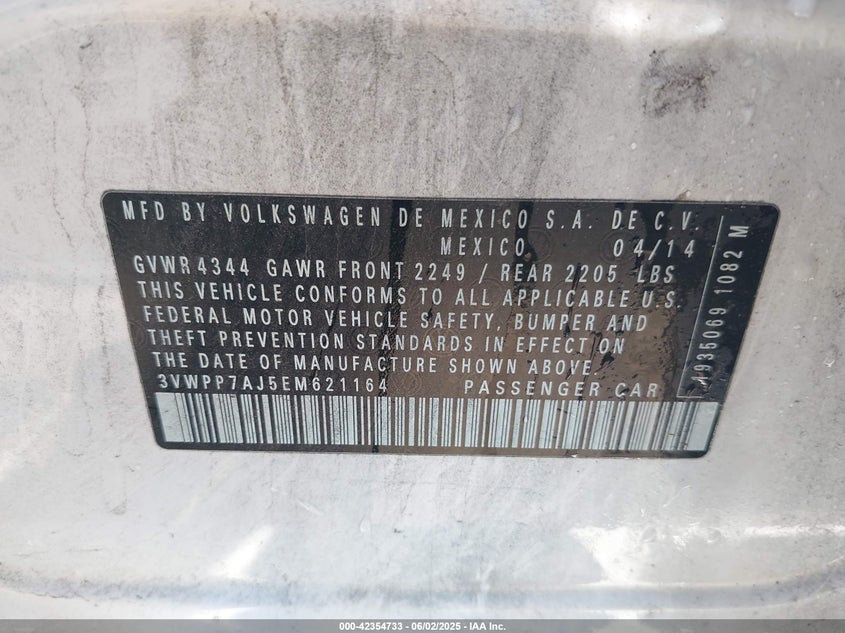 MFD BY VOLKSWAGEN DE MEXICO S.A. DE C.V.
MEXICO 04/14
GVWR 4344 GAWR FRONT 2249 / REAR 2205 LBS
THIS VEHICLE CONFORMS TO ALL APPLICABLE U.S.
FEDERAL MOTOR VEHICLE SAFETY, BUMPER AND
THEFT PREVENTION STANDARDS IN EFFECT ON
THE DATE OF MANUFACTURE SHOWN ABOVE.
3VWPP7AJ5EM621164 PASSENGER CAR
1082 M
000-42354733 - 06/02/2025 - IAA Inc.